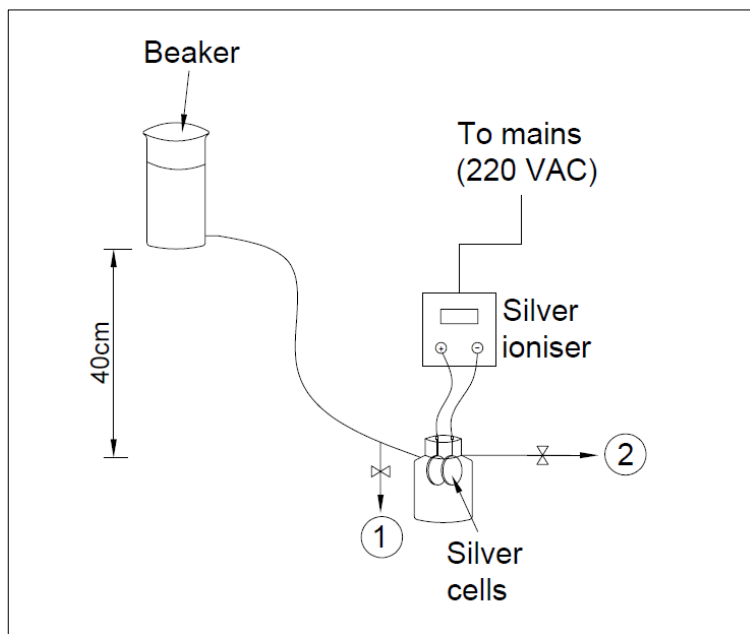 Beaker
To mains
(220 VAC)
Silver
ioniser
+ −
40cm
2
1
Silver
cells